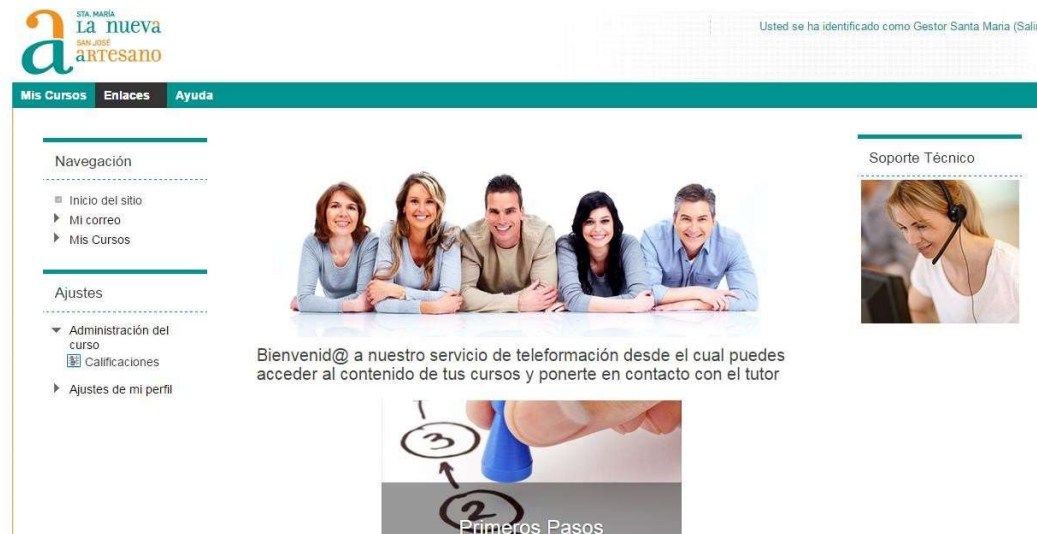 STA. MARÍA
La nueva
SAN JOSÉ
aRTesano
Usted se ha identificado como Gestor Santa Maria (Sali
Mis Cursos Enlaces Ayuda
Navegación
Inicio del sitio
Mi correo
Mis Cursos
Ajustes
Administración del
curso
Calificaciones
Ajustes de mi perfil
Bienvenid@ a nuestro servicio de teleformación desde el cual puedes
acceder al contenido de tus cursos y ponerte en contacto con el tutor
3
2
Primeros Pasos
Soporte Técnico